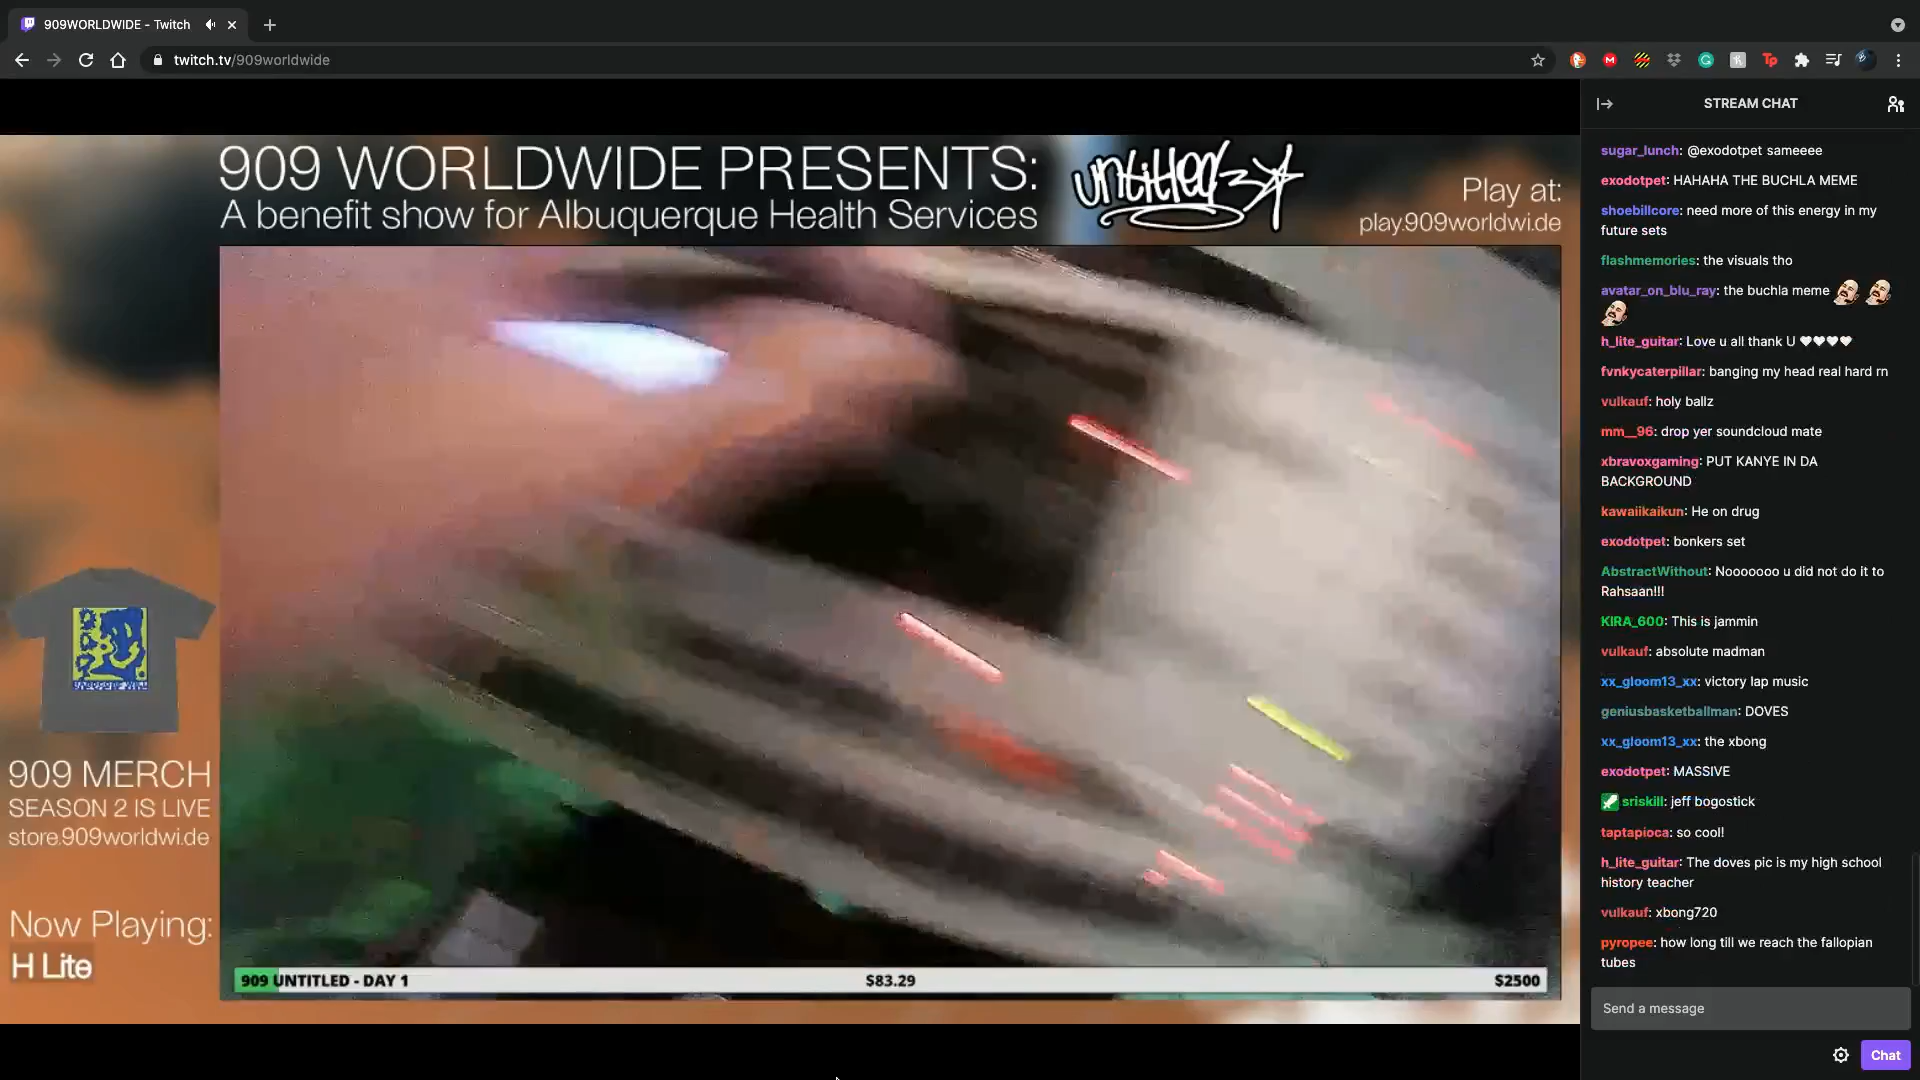 909WORLDWIDE - Twitch
twitch.tv/909worldwide
909 WORLDWIDE PRESENTS:
A benefit show for Albuquerque Health Services
untitled3
Play at:
play.909worldwi.de
909 MERCH
SEASON 2 IS LIVE
store.909worldwi.de
Now Playing:
H Lite
909 UNTITLED - DAY 1 $83.29 $2500
STREAM CHAT
sugar_lunch: @exodotpet sameeee
exodotpet: HAHAHA THE BUCHLA MEME
shoebillcore: need more of this energy in my
future sets
flashmemories: the visuals tho
avatar_on_blu_ray: the buchla meme
h_lite_guitar: Love u all thank U ♥♥♥♥
fvnkycaterpillar: banging my head real hard rn
vulkauf: holy ballz
mm__96: drop yer soundcloud mate
xbravoxgaming: PUT KANYE IN DA
BACKGROUND
kawaiikaikun: He on drug
exodotpet: bonkers set
AbstractWithout: Nooooooo u did not do it to
Rahsaan!!!
KIRA_600: This is jammin
vulkauf: absolute madman
xx_gloom13_xx: victory lap music
geniusbasketballman: DOVES
xx_gloom13_xx: the xbong
exodotpet: MASSIVE
sriskill: jeff bogostick
taptapioca: so cool!
h_lite_guitar: The doves pic is my high school
history teacher
vulkauf: xbong720
pyropee: how long till we reach the fallopian
tubes
Send a message
Chat